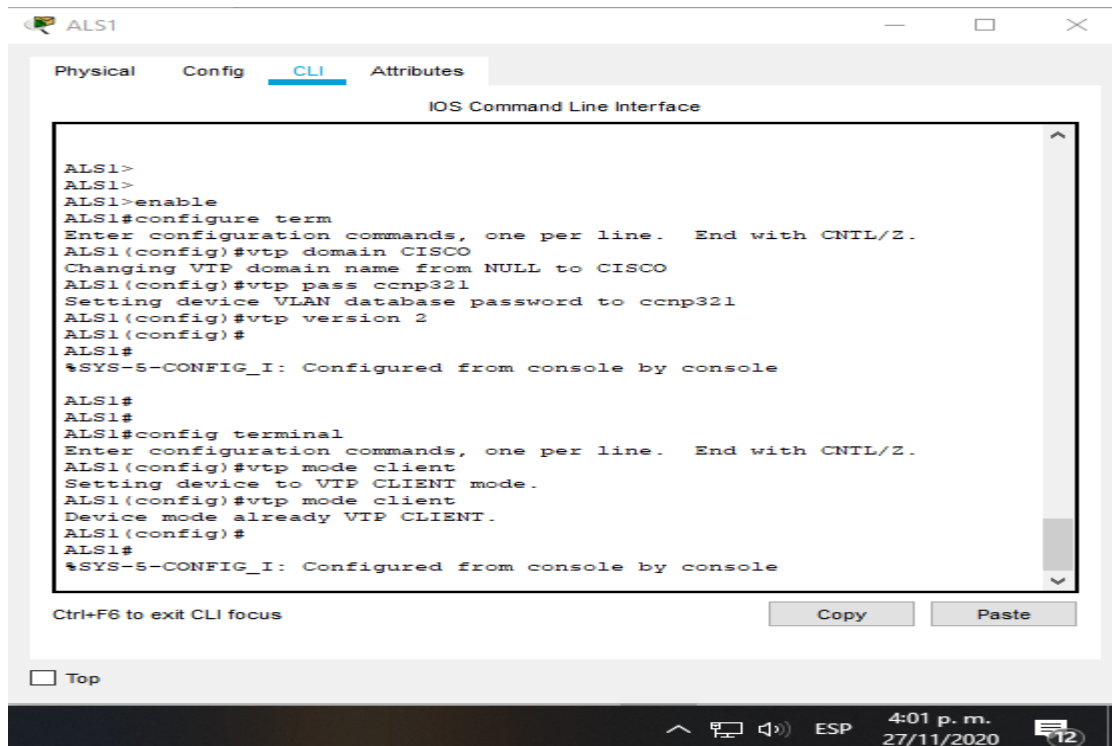 ALS1
Physical Config CLI Attributes
IOS Command Line Interface
ALS1>
ALS1>
ALS1>enable
ALS1#configure term
Enter configuration commands, one per line.  End with CNTL/Z.
ALS1(config)#vtp domain CISCO
Changing VTP domain name from NULL to CISCO
ALS1(config)#vtp pass ccnp321
Setting device VLAN database password to ccnp321
ALS1(config)#vtp version 2
ALS1(config)#
ALS1#
%SYS-5-CONFIG_I: Configured from console by console
ALS1#
ALS1#
ALS1#config terminal
Enter configuration commands, one per line.  End with CNTL/Z.
ALS1(config)#vtp mode client
Setting device to VTP CLIENT mode.
ALS1(config)#vtp mode client
Device mode already VTP CLIENT.
ALS1(config)#
ALS1#
%SYS-5-CONFIG_I: Configured from console by console
Ctrl+F6 to exit CLI focus Copy Paste
Top
ESP 4:01 p. m.
27/11/2020 12